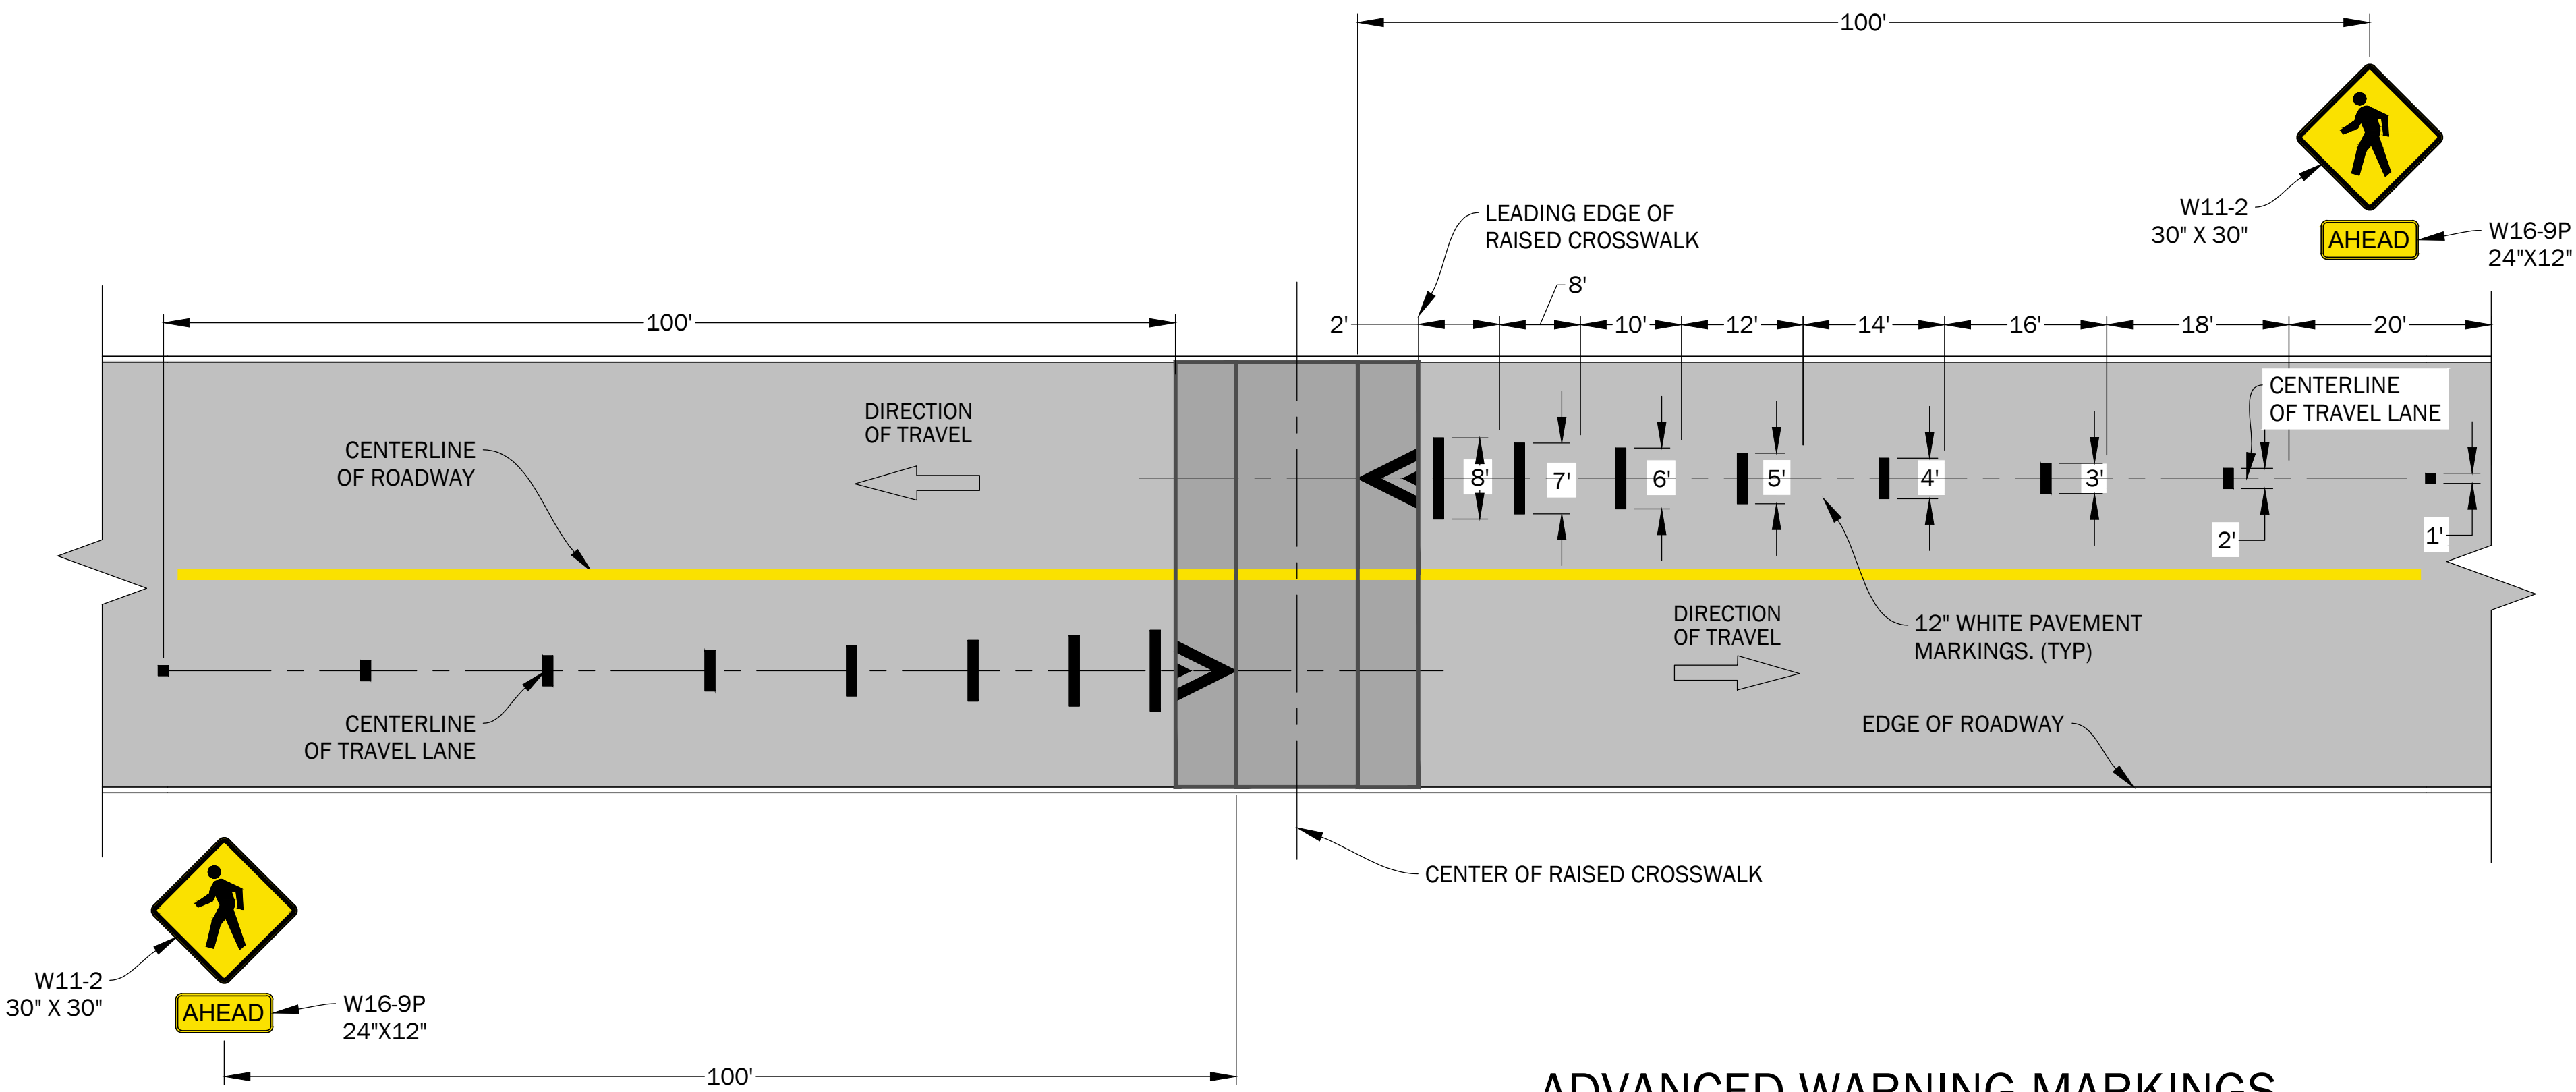 100'
W11-2
30" X 30"
AHEAD
W16-9P
24"X12"
LEADING EDGE OF
RAISED CROSSWALK
8'
100'
2'
10'
12'
14'
16'
18'
20'
CENTERLINE
OF TRAVEL LANE
DIRECTION
OF TRAVEL
CENTERLINE
OF ROADWAY
8'
7'
6'
5'
4'
3'
2'
1'
DIRECTION
OF TRAVEL
12" WHITE PAVEMENT
MARKINGS. (TYP)
CENTERLINE
OF TRAVEL LANE
EDGE OF ROADWAY
CENTER OF RAISED CROSSWALK
W11-2
30" X 30"
AHEAD
W16-9P
24"X12"
100'
ADVANCED WARNING MARKINGS